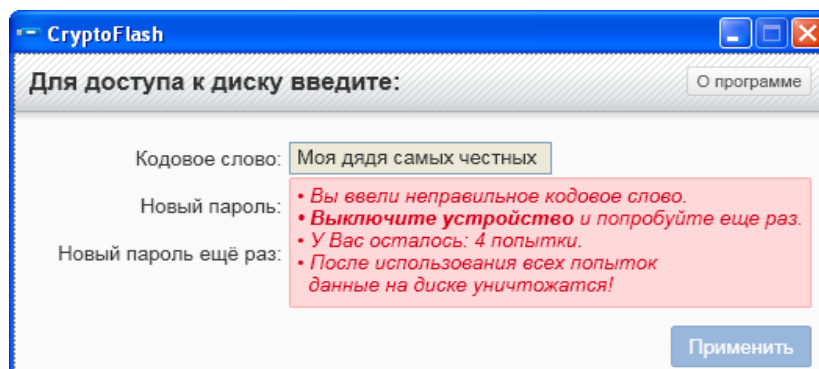 CryptoFlash
Для доступа к диску введите:
О программе
Кодовое слово: Моя дядя самых честных
Новый пароль:
Новый пароль ещё раз:
• Вы ввели неправильное кодовое слово.
• Выключите устройство и попробуйте еще раз.
• У Вас осталось: 4 попытки.
• После использования всех попыток
данные на диске уничтожатся!
Применить